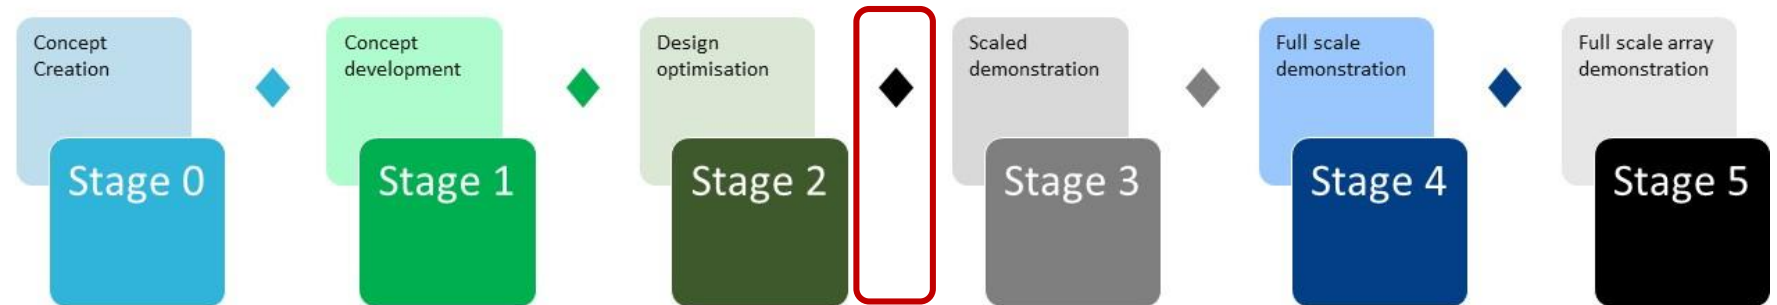 Concept
Creation
Stage 0
Concept
development
Stage 1
Design
optimisation
Stage 2
Scaled
demonstration
Stage 3
Full scale
demonstration
Stage 4
Full scale array
demonstration
Stage 5